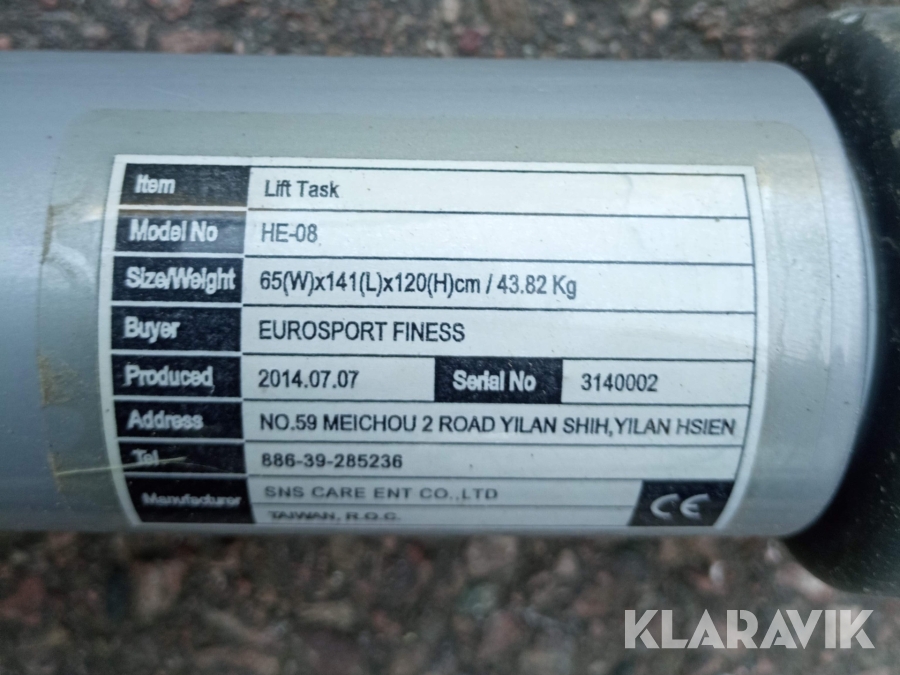 Item Lift Task
Model No HE-08
Size/Weight 65(W)x141(L)x120(H)cm / 43.82 Kg
Buyer EUROSPORT FINESS
Produced 2014.07.07 Serial No 3140002
Address NO.59 MEICHOU 2 ROAD YILAN SHIH,YILAN HSIEN
Tel 886-39-285236
Manufacturer SNS CARE ENT CO.,LTD
TAIWAN, R.O.C. CE
KLARAVIK